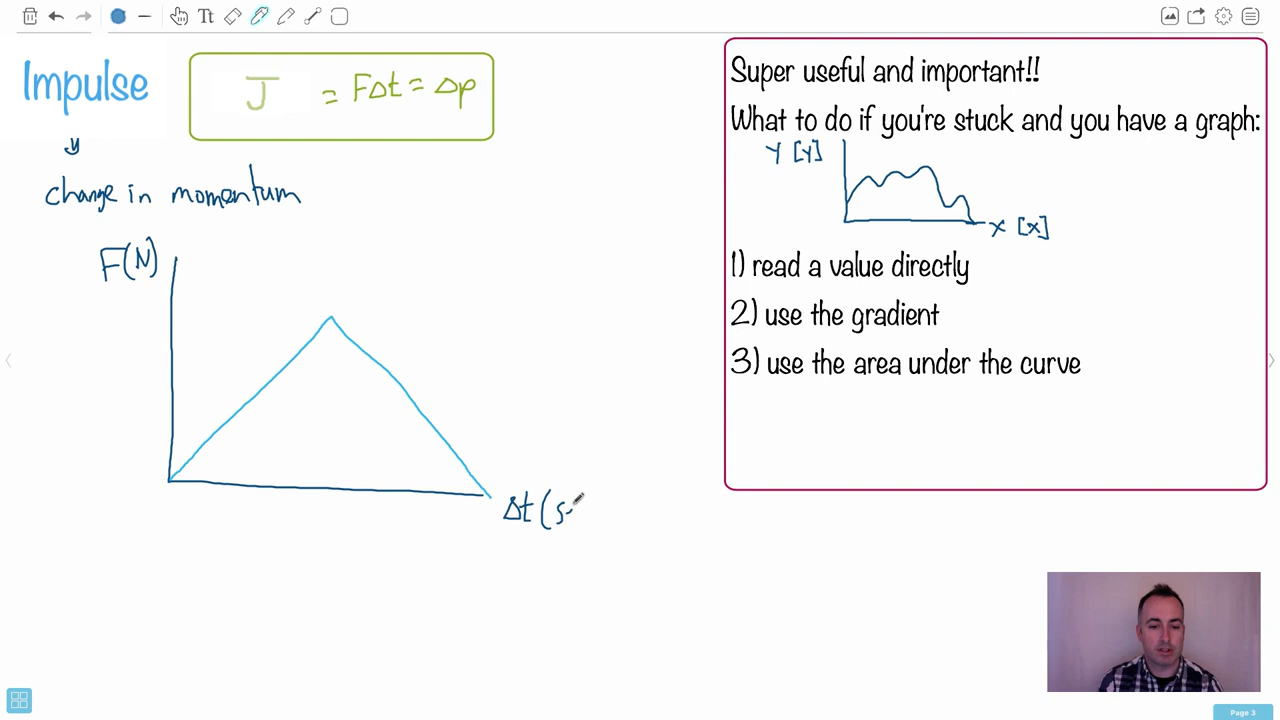 Tt
Impulse
J = FΔt = Δp
change in momentum
F(N)
Δt (s
Super useful and important!!
What to do if you're stuck and you have a graph:
Y [Y]
X [X]
1) read a value directly
2) use the gradient
3) use the area under the curve
Page 3